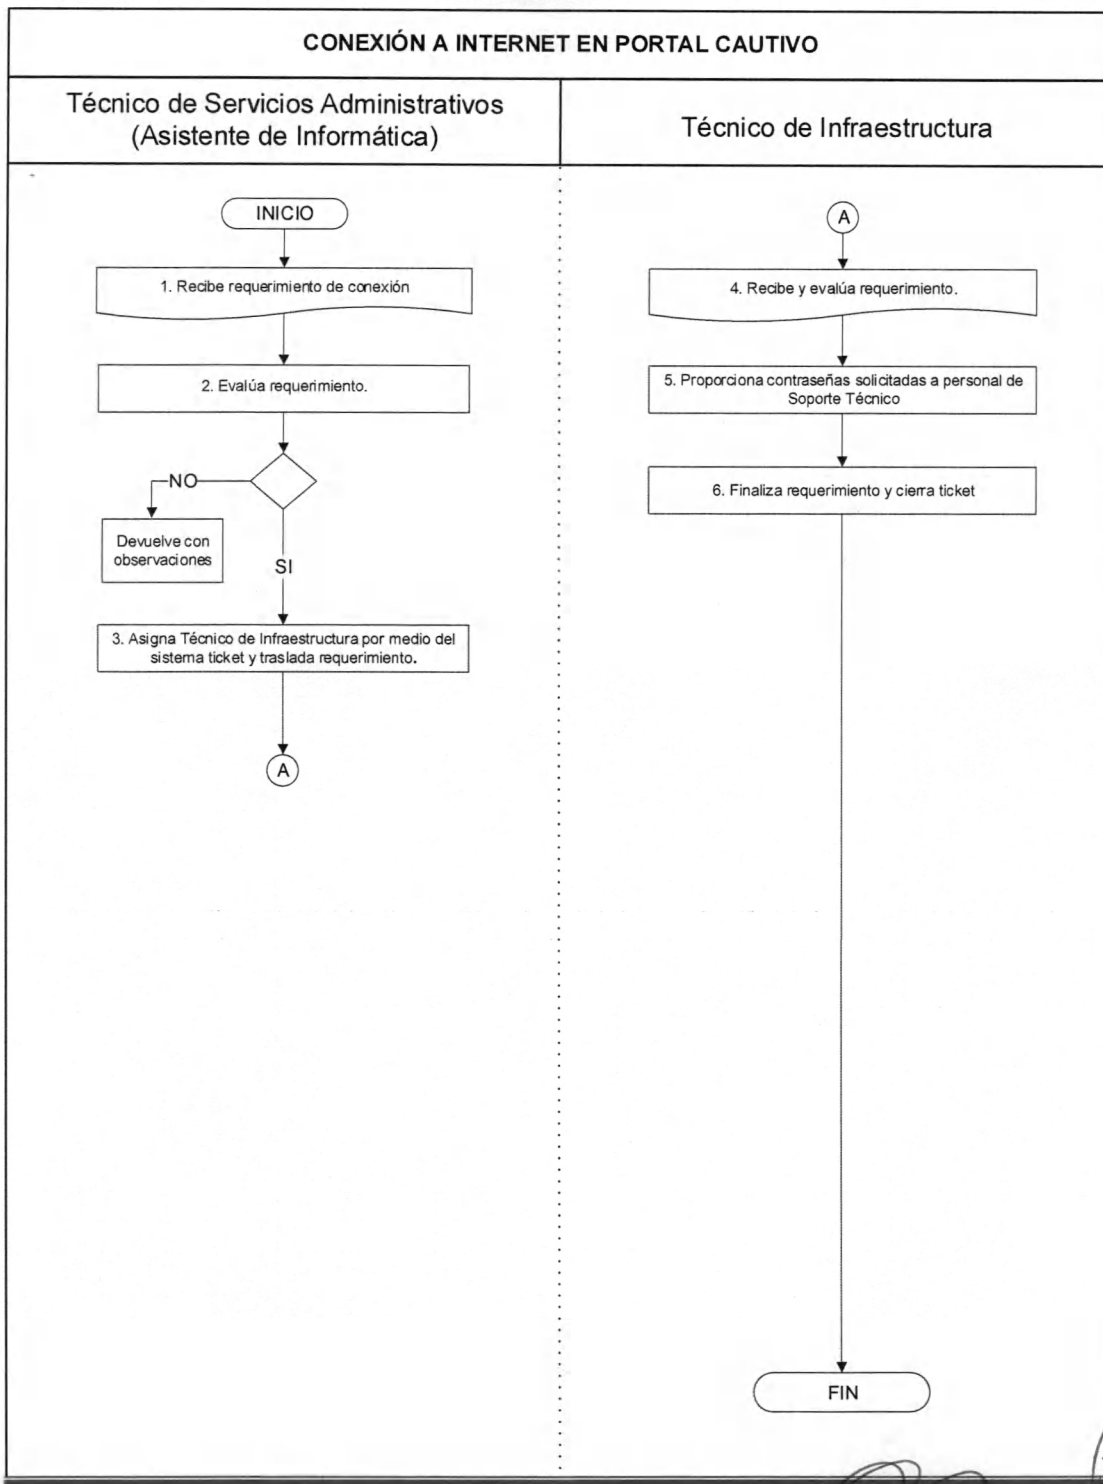 CONEXIÓN A INTERNET EN PORTAL CAUTIVO
Técnico de Servicios Administrativos
(Asistente de Informática)
Técnico de Infraestructura
INICIO
1. Recibe requerimiento de conexión
2. Evalúa requerimiento.
NO
Devuelve con
observaciones
SI
3. Asigna Técnico de Infraestructura por medio del
sistema ticket y traslada requerimiento.
A
A
4. Recibe y evalúa requerimiento.
5. Proporciona contraseñas solicitadas a personal de
Soporte Técnico
6. Finaliza requerimiento y cierra ticket
FIN